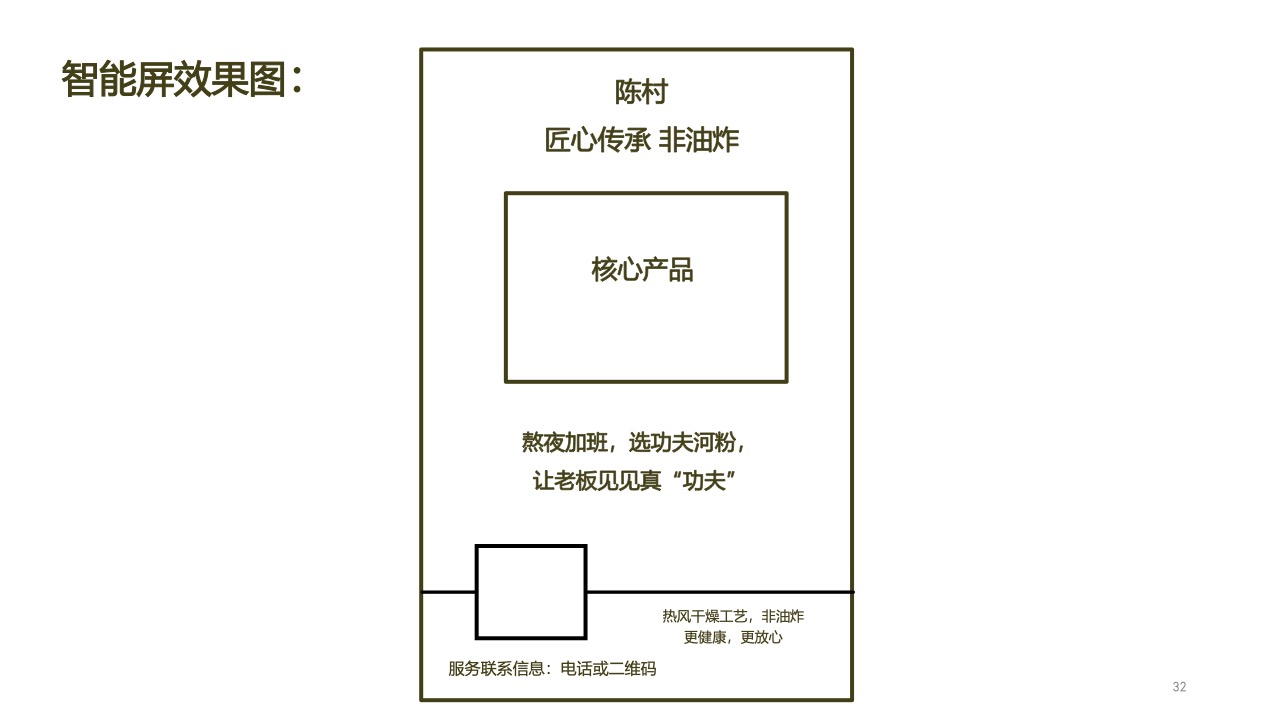 智能屏效果图：
陈村
匠心传承 非油炸
核心产品
熬夜加班，选功夫河粉，
让老板见见真“功夫”
热风干燥工艺，非油炸
更健康，更放心
服务联系信息：电话或二维码
32